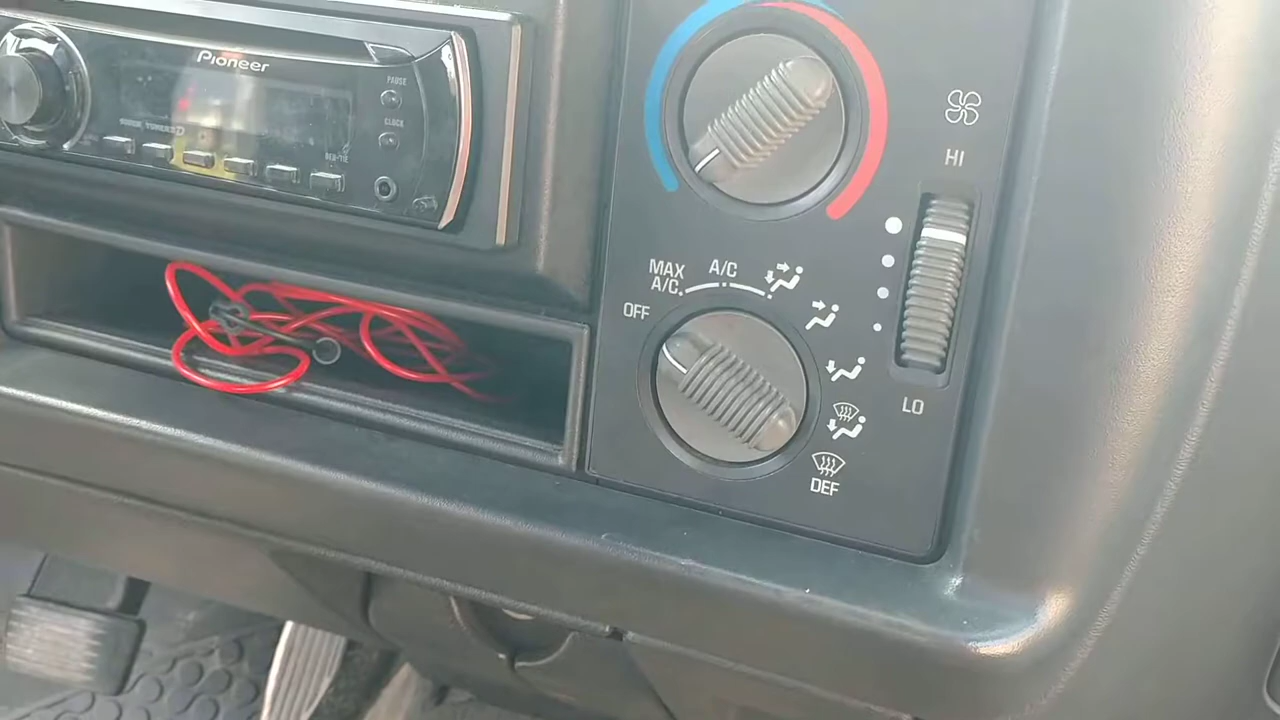 Pioneer
PAUSE
CLOCK
HI
MAX
A/C
A/C
OFF
LO
DEF